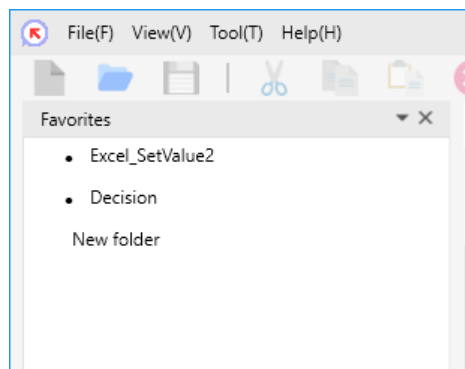 File(F) View(V) Tool(T) Help(H)
Favorites
• Excel_SetValue2
• Decision
New folder